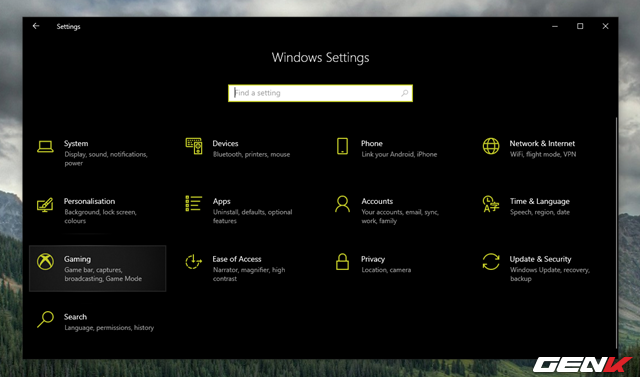 Settings
Windows Settings
Find a setting
System
Display, sound, notifications,
power
Devices
Bluetooth, printers, mouse
Phone
Link your Android, iPhone
Network & Internet
WiFi, flight mode, VPN
Personalisation
Background, lock screen,
colours
Apps
Uninstall, defaults, optional
features
Accounts
Your accounts, email, sync,
work, family
Time & Language
Speech, region, date
Gaming
Game bar, captures,
broadcasting, Game Mode
Ease of Access
Narrator, magnifier, high
contrast
Privacy
Location, camera
Update & Security
Windows Update, recovery,
backup
Search
Language, permissions, history
GENK